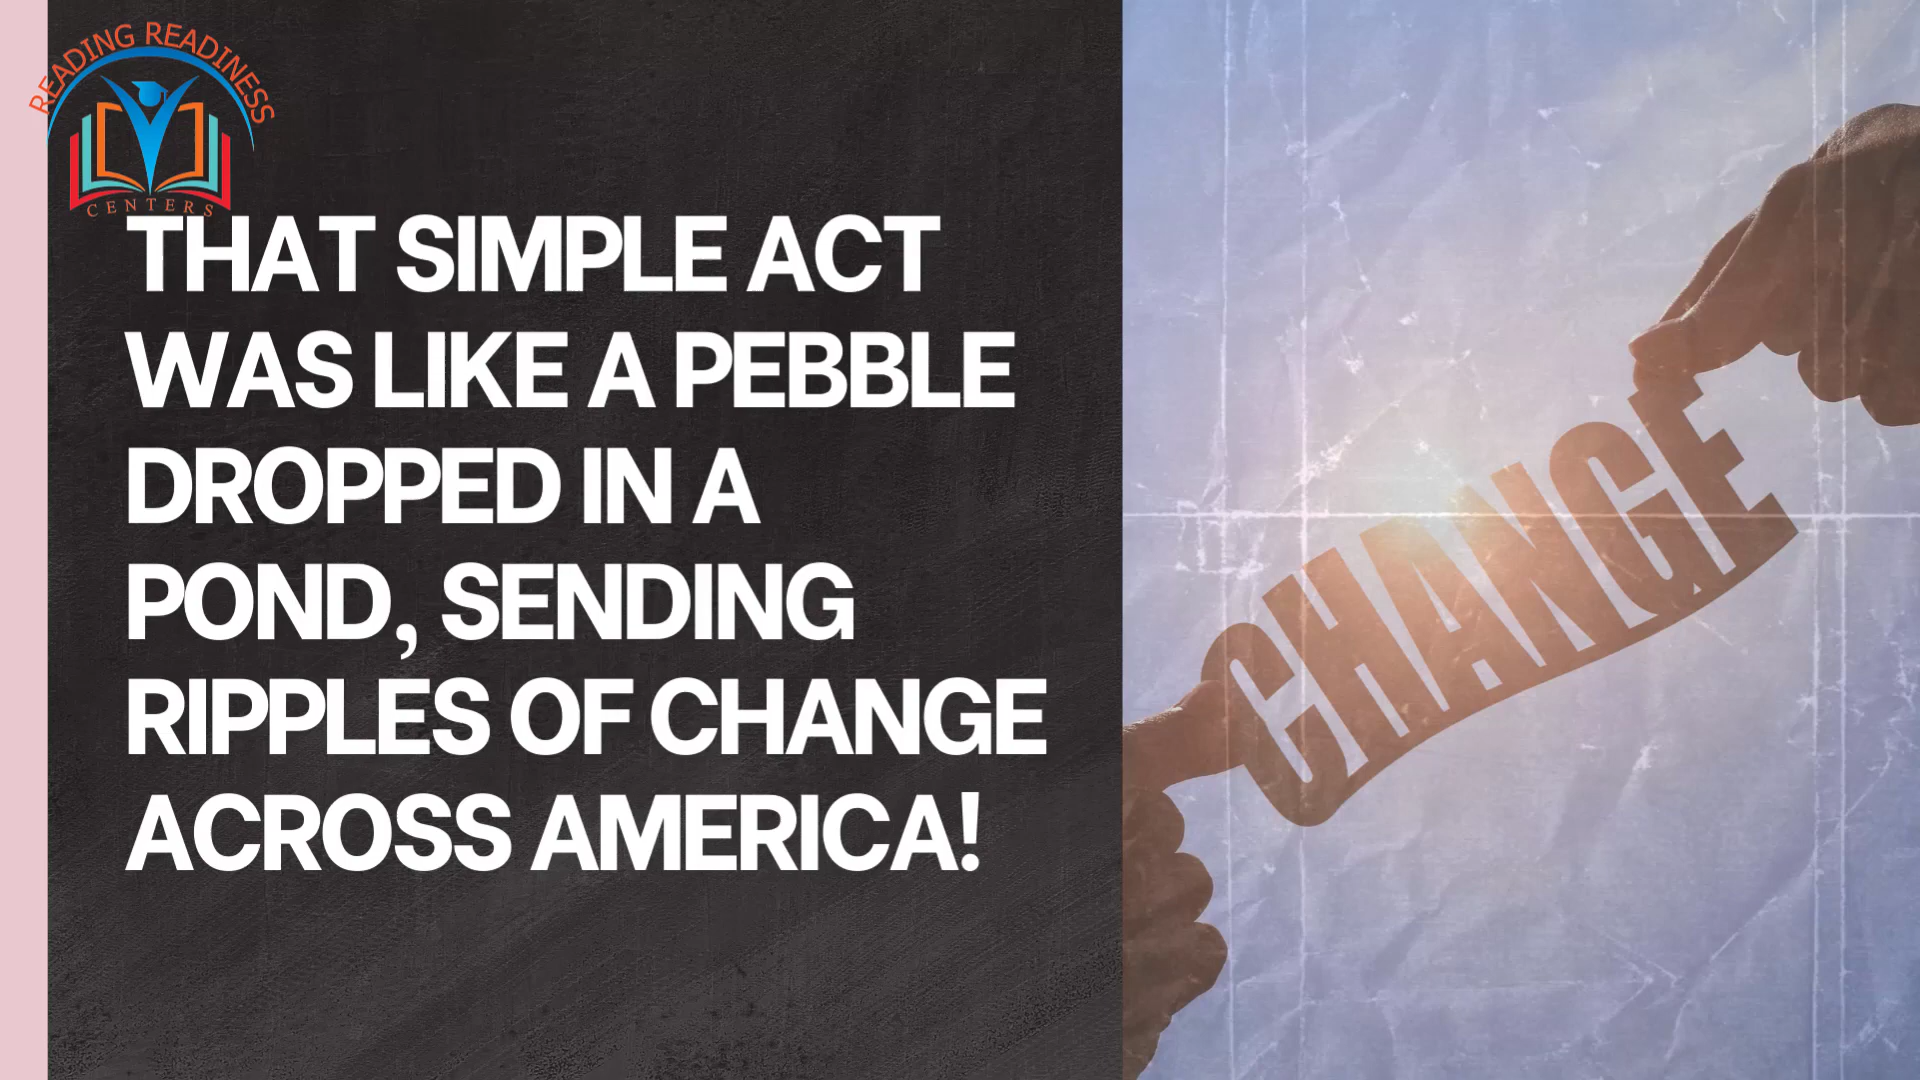 READING READINESS
CENTERS
THAT SIMPLE ACT
WAS LIKE A PEBBLE
DROPPED IN A
POND, SENDING
RIPPLES OF CHANGE
ACROSS AMERICA!
CHANGE